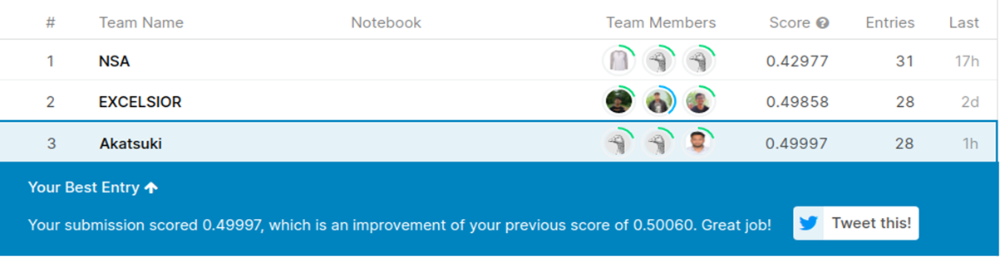 # Team Name Notebook Team Members Score Entries Last
1 NSA 0.42977 31 17h
2 EXCELSIOR 0.49858 28 2d
3 Akatsuki 0.49997 28 1h
Your Best Entry
Your submission scored 0.49997, which is an improvement of your previous score of 0.50060. Great job! Tweet this!